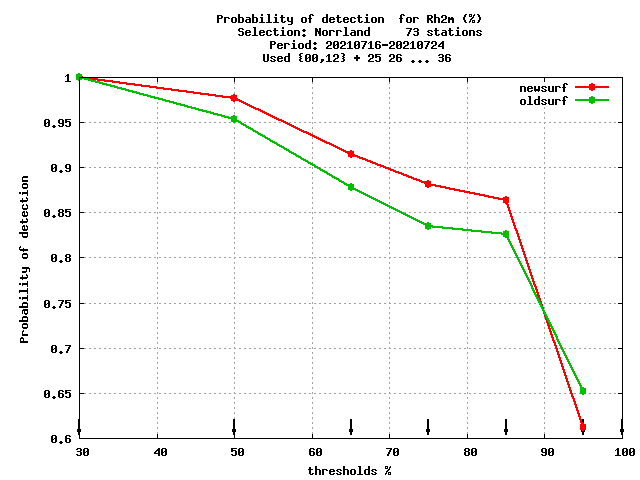 Probability of detection  for Rh2m (%)
Selection: Norrland     73 stations
Period: 20210716-20210724
Used {00,12} + 25 26 ... 36
newsurf
oldsurf
Probability of detection
1
0.95
0.9
0.85
0.8
0.75
0.7
0.65
0.6
30 40 50 60 70 80 90 100
thresholds %